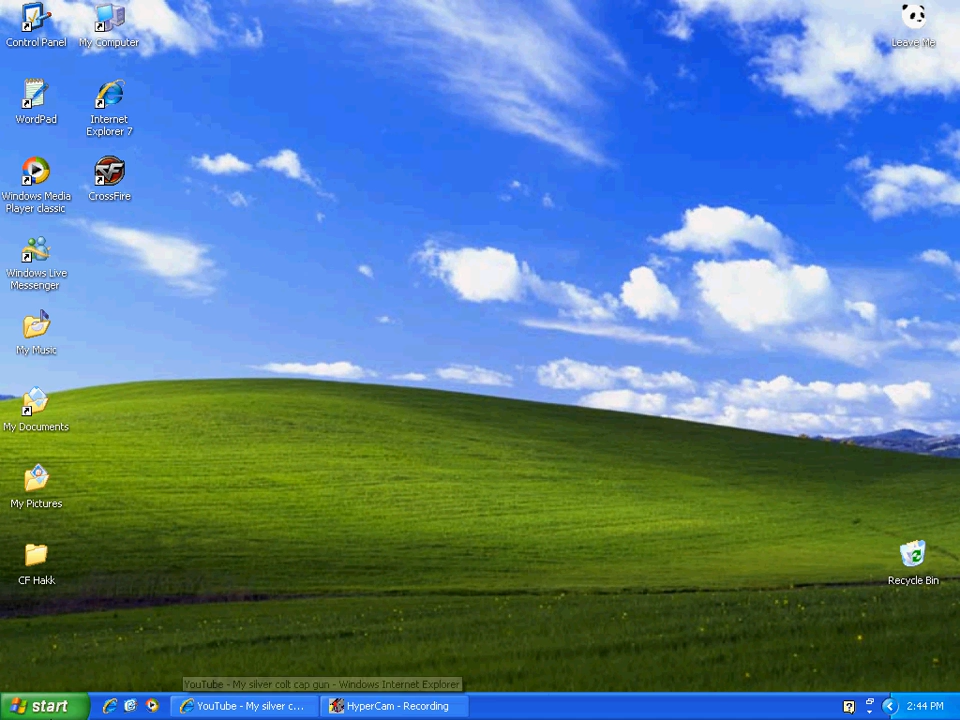 Control Panel
My Computer
Leave Me
WordPad
Internet
Explorer 7
Windows Media
Player classic
CrossFire
Windows Live
Messenger
My Music
My Documents
My Pictures
CF Hakk
Recycle Bin
YouTube - My silver colt cap gun - Windows Internet Explorer
start
YouTube - My silver c...
HyperCam - Recording
2:44 PM